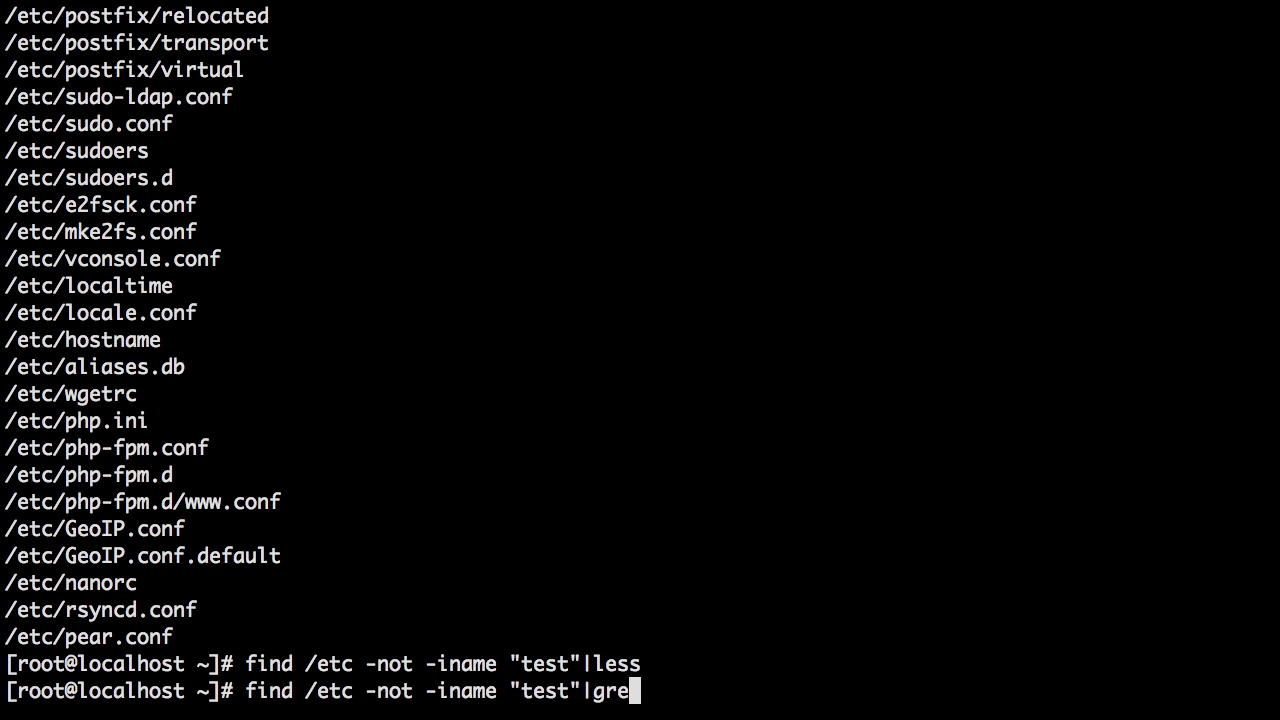 /etc/postfix/relocated
/etc/postfix/transport
/etc/postfix/virtual
/etc/sudo-ldap.conf
/etc/sudo.conf
/etc/sudoers
/etc/sudoers.d
/etc/e2fsck.conf
/etc/mke2fs.conf
/etc/vconsole.conf
/etc/localtime
/etc/locale.conf
/etc/hostname
/etc/aliases.db
/etc/wgetrc
/etc/php.ini
/etc/php-fpm.conf
/etc/php-fpm.d
/etc/php-fpm.d/www.conf
/etc/GeoIP.conf
/etc/GeoIP.conf.default
/etc/nanorc
/etc/rsyncd.conf
/etc/pear.conf
[root@localhost ~]# find /etc -not -iname "test"|less
[root@localhost ~]# find /etc -not -iname "test"|gre